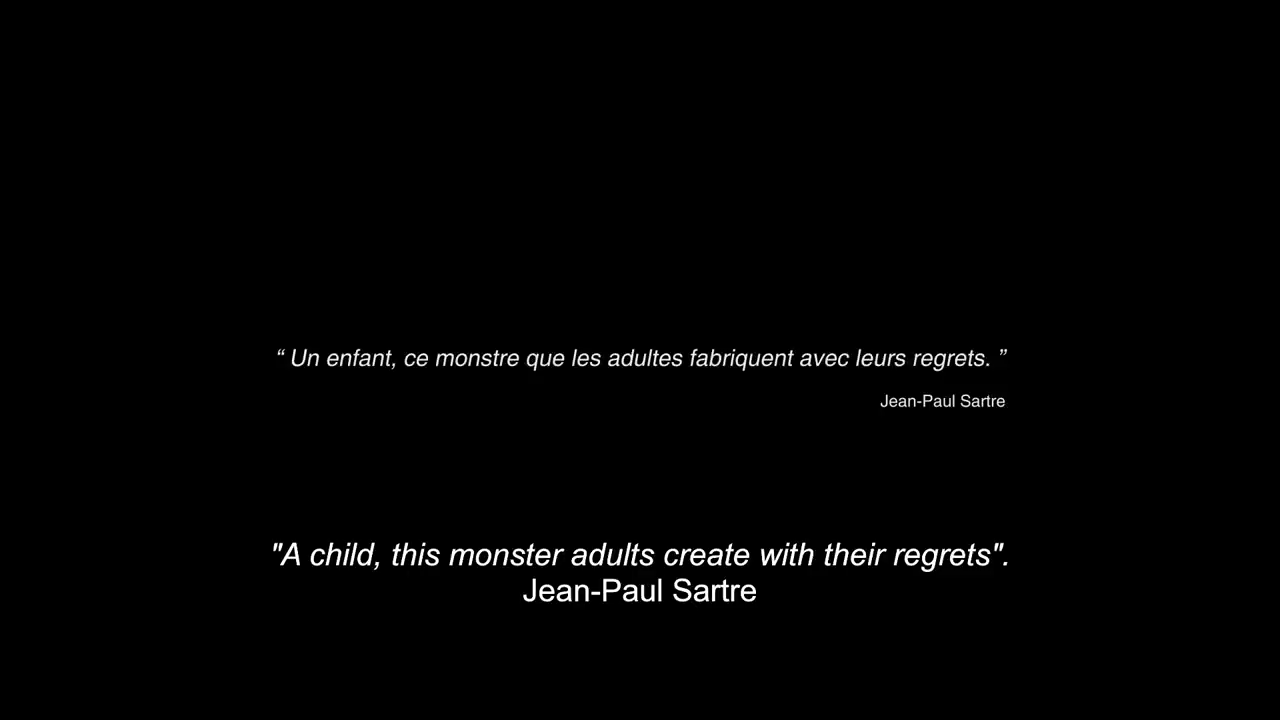 “ Un enfant, ce monstre que les adultes fabriquent avec leurs regrets. ”
Jean-Paul Sartre
"A child, this monster adults create with their regrets".
Jean-Paul Sartre